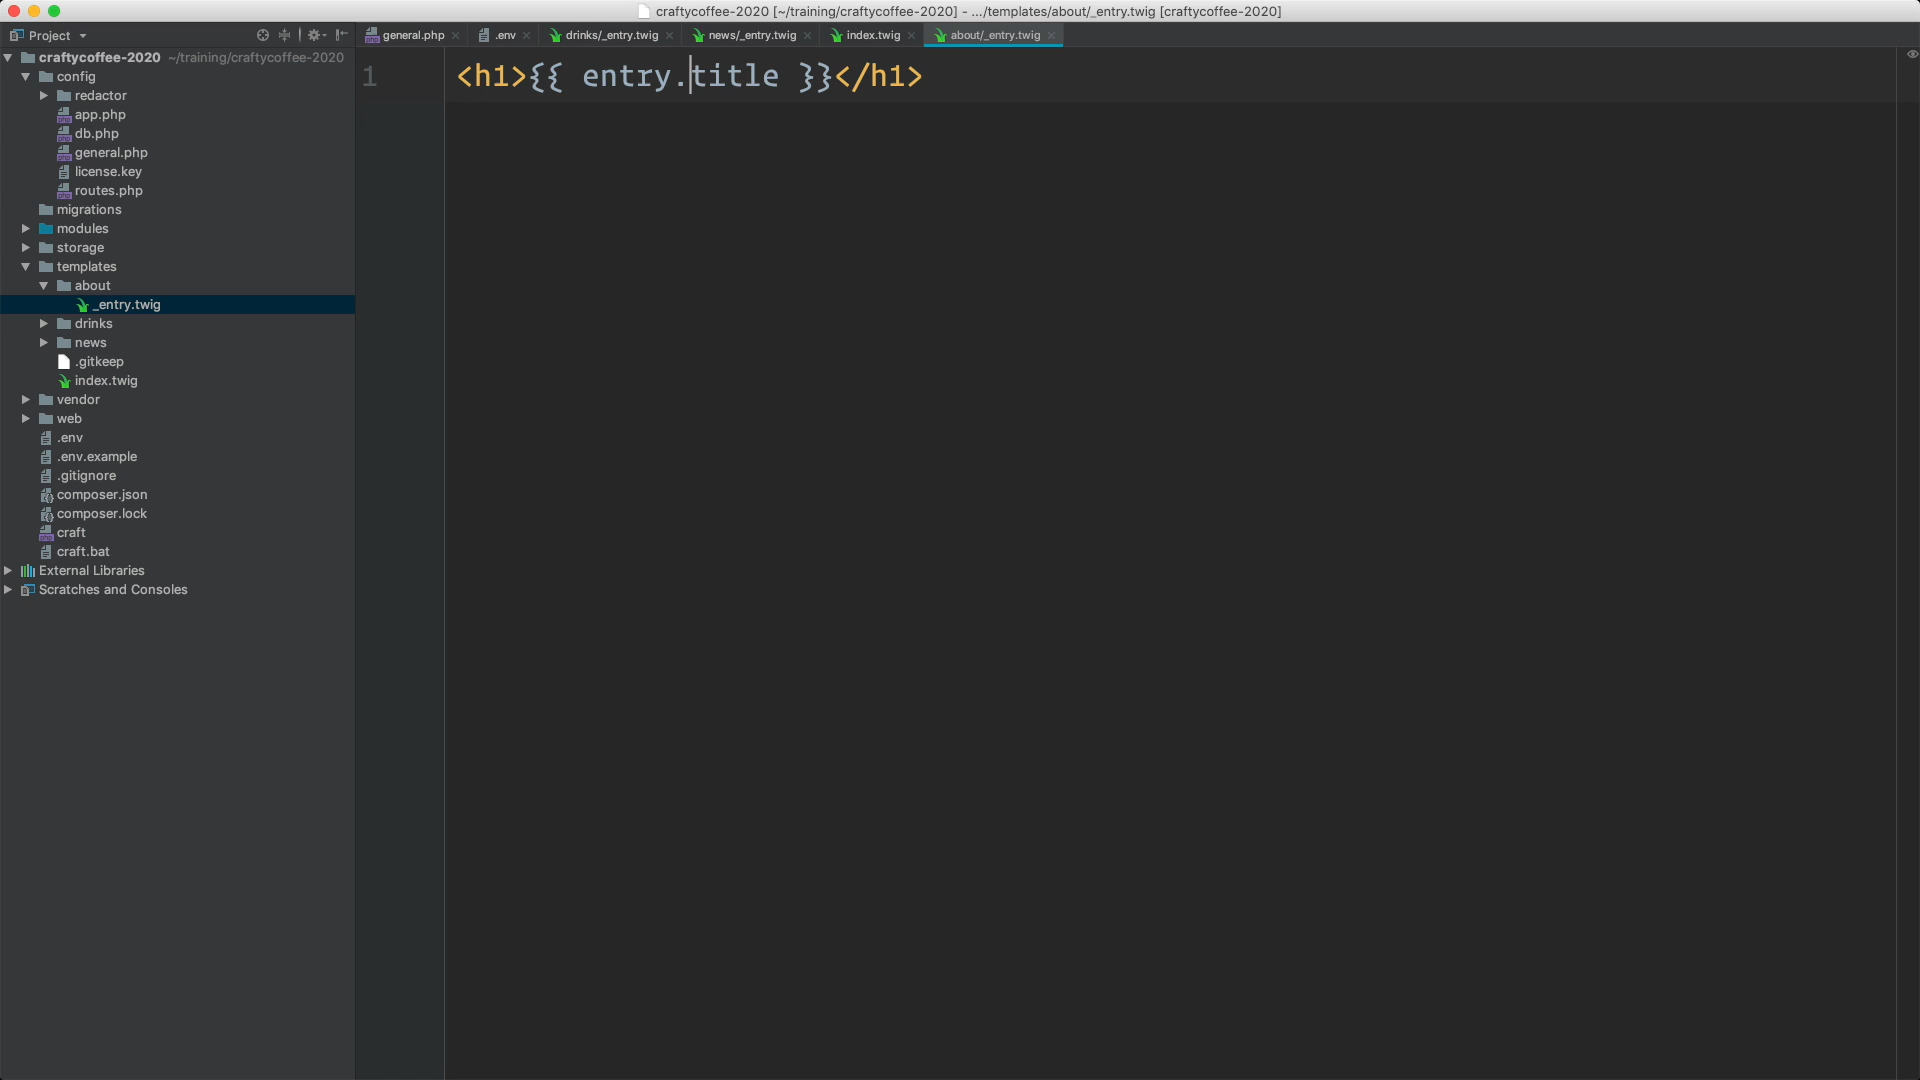 craftycoffee-2020 [~/training/craftycoffee-2020] - .../templates/about/_entry.twig [craftycoffee-2020]
Project
general.php
.env
drinks/_entry.twig
news/_entry.twig
index.twig
about/_entry.twig
craftycoffee-2020 ~/training/craftycoffee-2020
config
redactor
app.php
db.php
general.php
license.key
routes.php
migrations
modules
storage
templates
about
_entry.twig
drinks
news
.gitkeep
index.twig
vendor
web
.env
.env.example
.gitignore
composer.json
composer.lock
craft
craft.bat
External Libraries
Scratches and Consoles
1 <h1>{{ entry.title }}</h1>